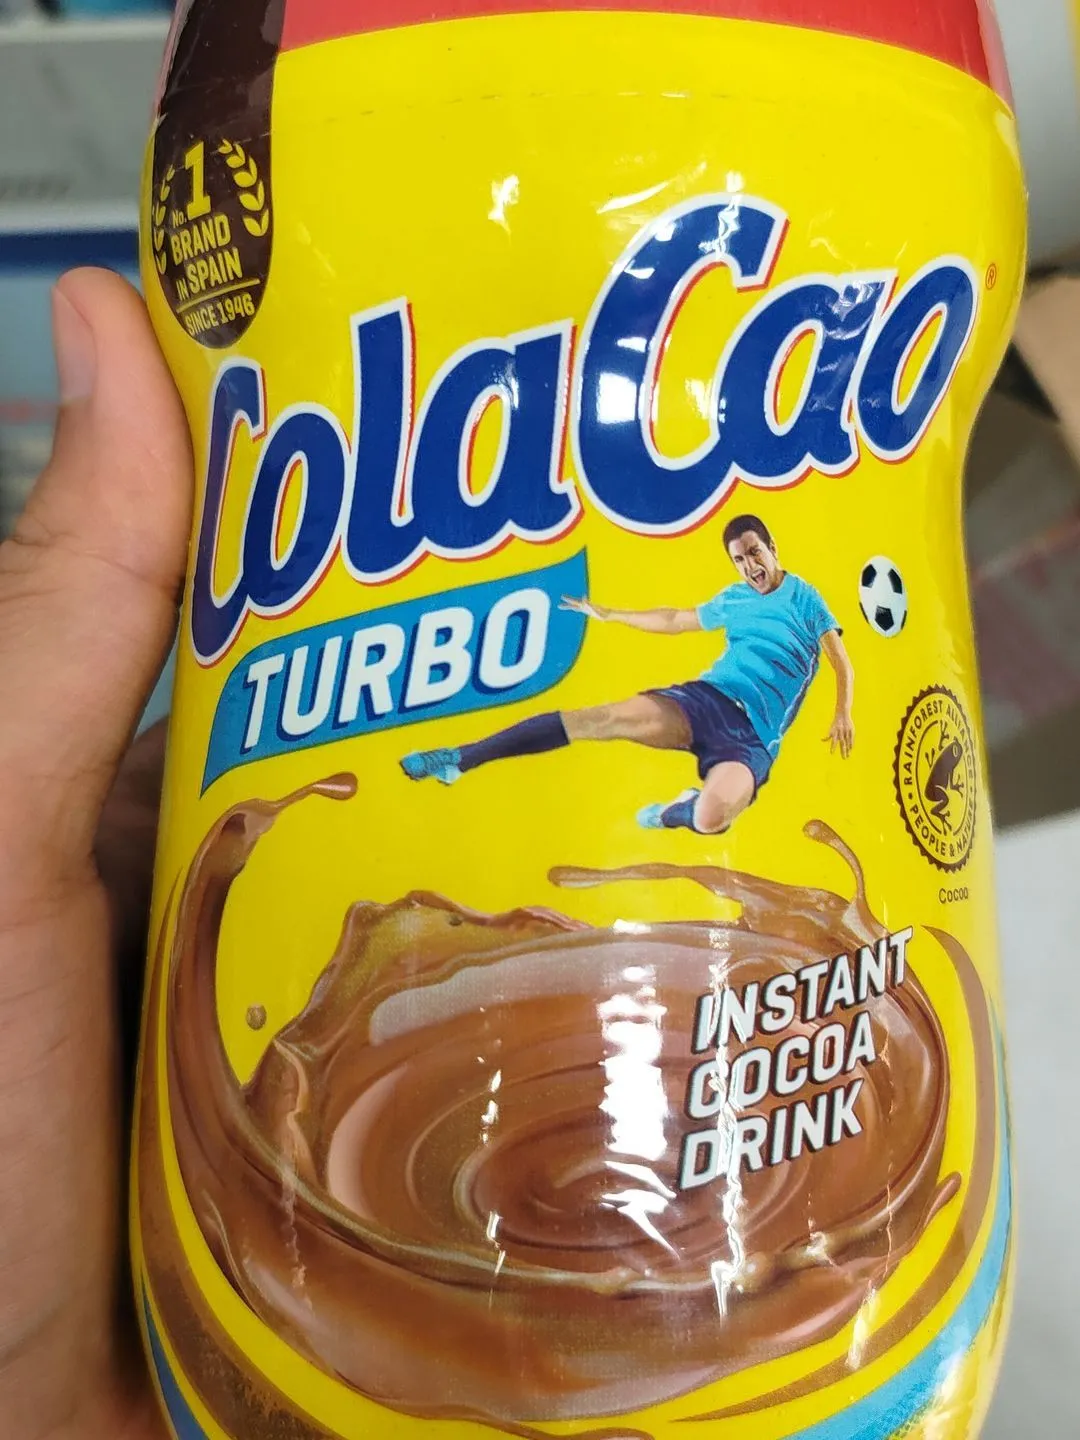 No.1
BRAND
IN SPAIN
SINCE 1946
ColaCao®
TURBO
RAINFOREST ALLIANCE
PEOPLE & NATURE
Cocoa
INSTANT
COCOA
DRINK